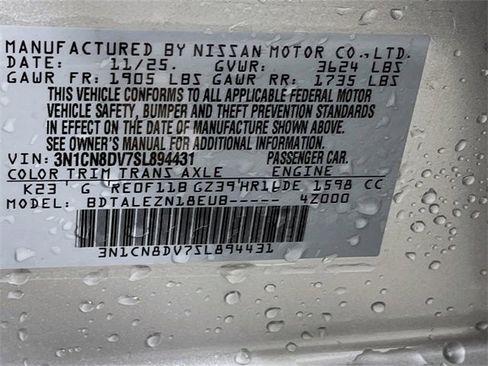 MANUFACTURED BY NISSAN MOTOR CO., LTD.
DATE: 11/25. GVWR: 3624 LBS
GAWR FR: 1905 LBS GAWR RR: 1735 LBS
THIS VEHICLE CONFORMS TO ALL APPLICABLE FEDERAL MOTOR
VEHICLE SAFETY, BUMPER AND THEFT PREVENTION STANDARDS
IN EFFECT ON THE DATE OF MANUFACTURE SHOWN ABOVE.
SEE OWNER'S MANUAL FOR ADDITIONAL INFORMATION.
VIN: 3N1CN8DV7SL894431 PASSENGER CAR.
COLOR TRIM TRANS AXLE ENGINE
K23 G RE0F11B GZ39 HR16DE 1598 CC
MODEL: BDTALEZN18EUB----- 4Z000
3N1CN8DV7SL894431